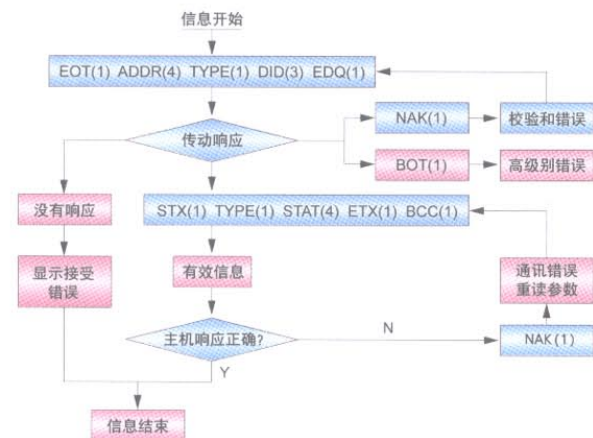 信息开始
EOT(1) ADDR(4) TYPE(1) DID(3) EDQ(1)
传动响应
NAK(1)
校验和错误
BOT(1)
高级别错误
没有响应
STX(1) TYPE(1) STAT(4) ETX(1) BCC(1)
显示接受
错误
有效信息
通讯错误
重读参数
主机响应正确?
N
NAK(1)
Y
信息结束